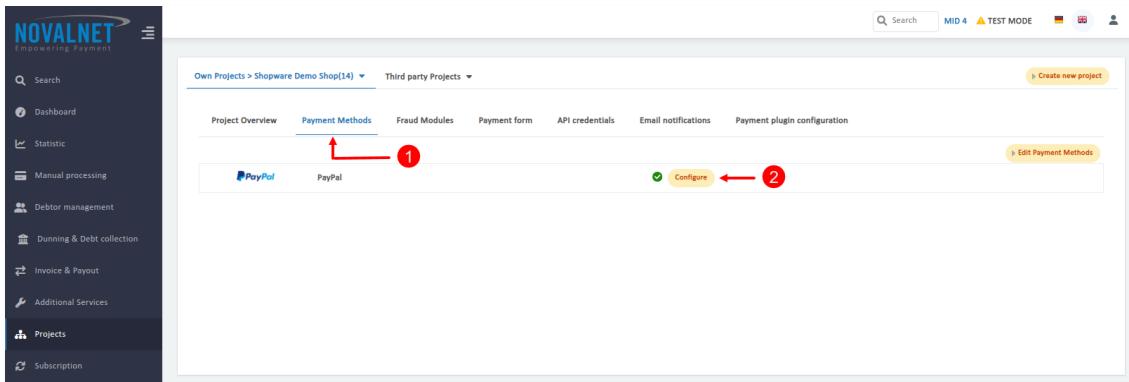 NOVALNET
Empowering Payment
Search MID 4 TEST MODE
Search
Dashboard
Statistic
Manual processing
Debtor management
Dunning & Debt collection
Invoice & Payout
Additional Services
Projects
Subscription
Own Projects > Shopware Demo Shop(14) Third party Projects Create new project
Project Overview Payment Methods Fraud Modules Payment form API credentials Email notifications Payment plugin configuration
1
Edit Payment Methods
PayPal PayPal Configure 2